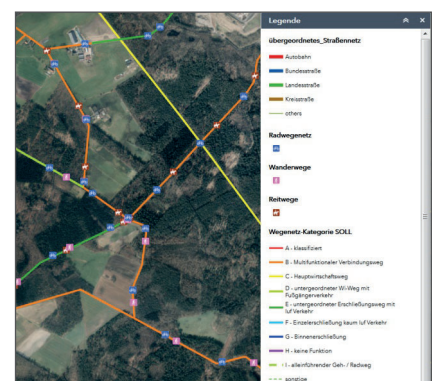 Legende
übergeordnetes_Straßennetz
Autobahn
Bundesstraße
Landesstraße
Kreisstraße
others
Radwegenetz
Wanderwege
Reitwege
Wegenetz-Kategorie SOLL
A - klassifiziert
B - Multifunktionaler Verbindungsweg
C - Hauptwirtschaftsweg
D - untergeordneter Wi-Weg mit
Fußgängerverkehr
E - untergeordneter Erschließungsweg mit
luf Verkehr
F - Einzelerschließung kaum luf Verkehr
G - Binnenerschließung
H - keine Funktion
I - alleinführender Geh- / Radweg
sonstige